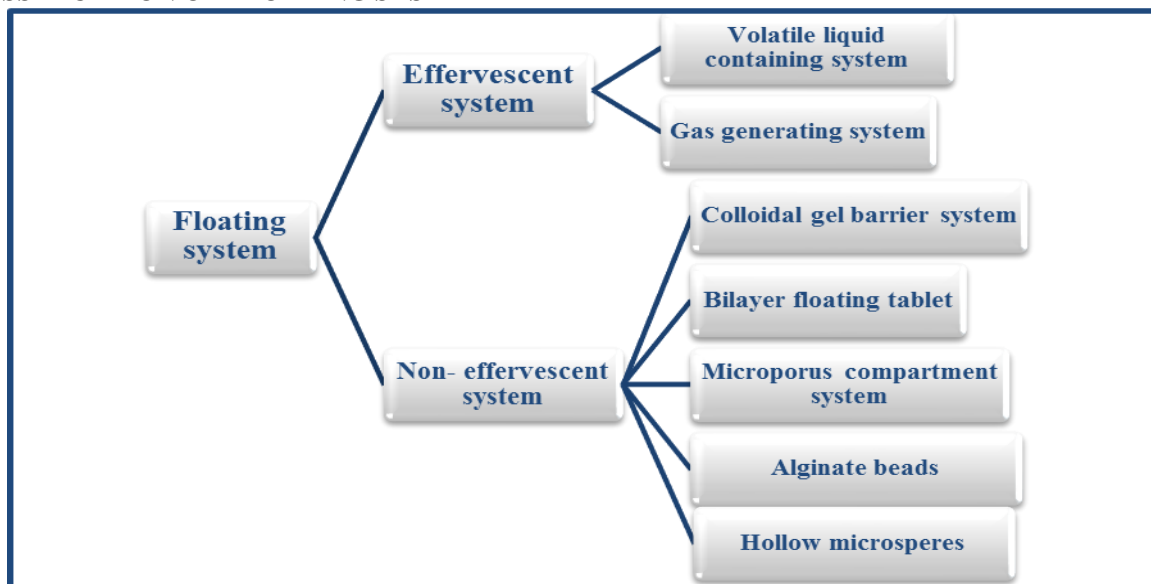 Volatile liquid
containing system
Effervescent
system
Gas generating system
Floating
system
Colloidal gel barrier system
Bilayer floating tablet
Non- effervescent
system
Microporus compartment
system
Alginate beads
Hollow microsperes